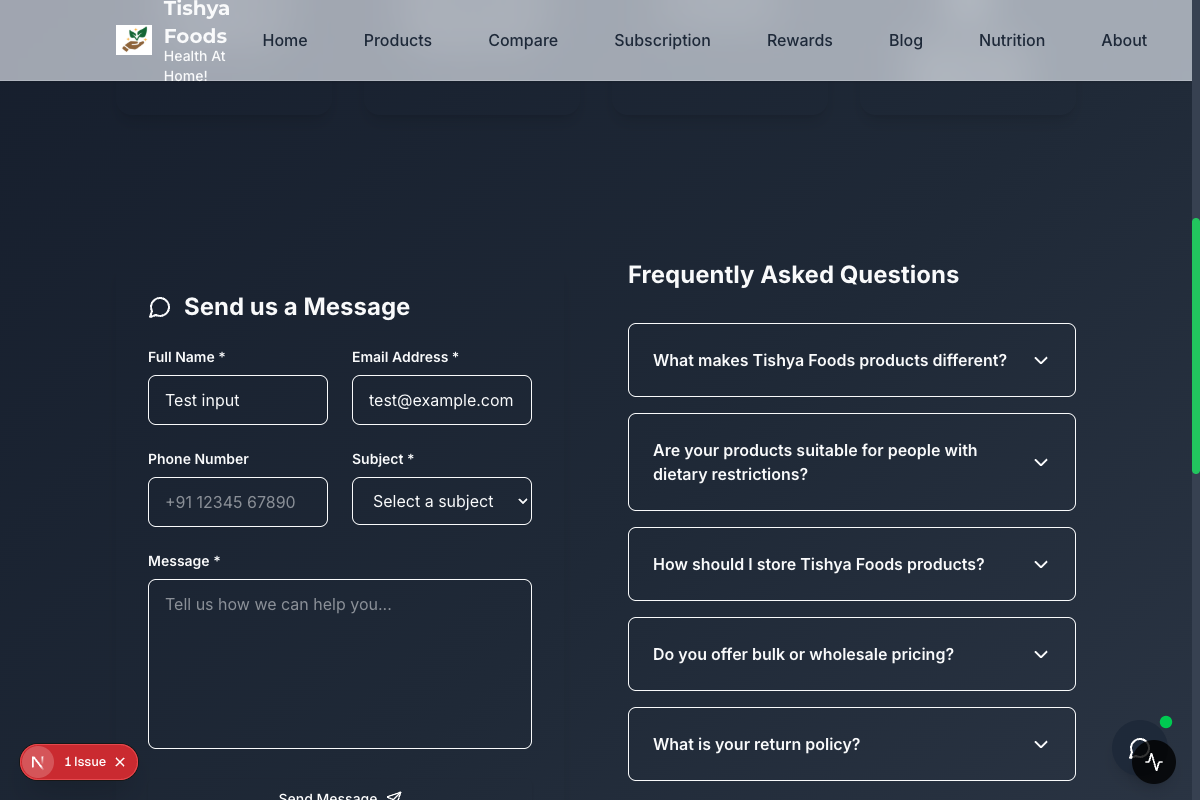 Tishya
Foods
Health At
Home!
Home
Products
Compare
Subscription
Rewards
Blog
Nutrition
About
Send us a Message
Full Name *
Email Address *
Test input
test@example.com
Phone Number
Subject *
+91 12345 67890
Select a subject
Message *
Tell us how we can help you...
Send Message
Frequently Asked Questions
What makes Tishya Foods products different?
Are your products suitable for people with
dietary restrictions?
How should I store Tishya Foods products?
Do you offer bulk or wholesale pricing?
What is your return policy?
N
1 Issue